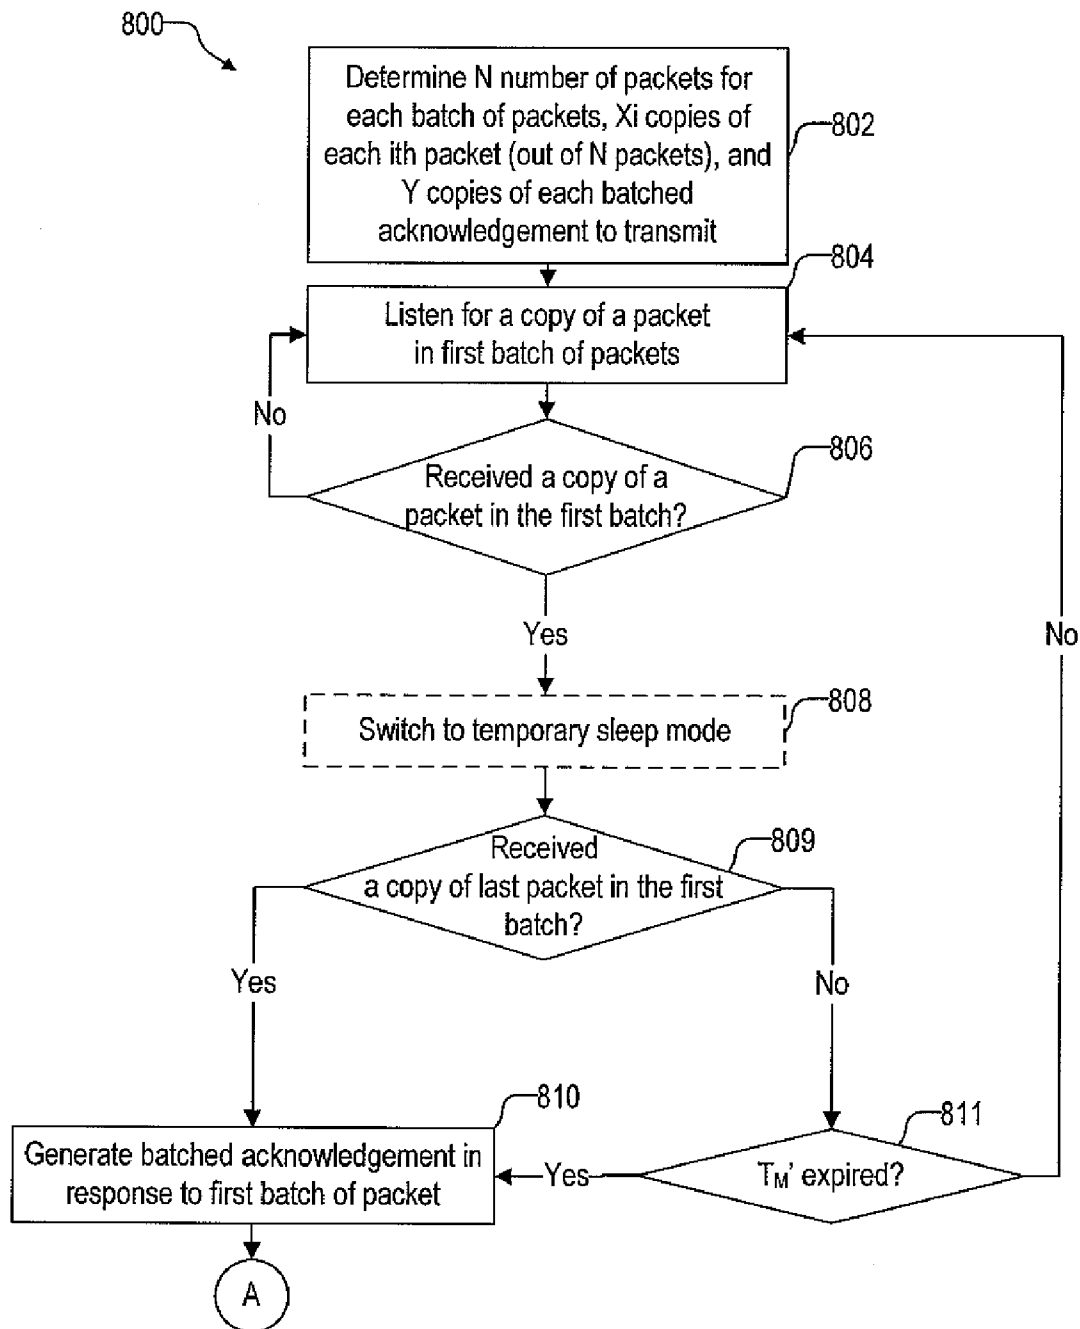 800
Determine N number of packets for
each batch of packets, Xi copies of
each ith packet (out of N packets), and
Y copies of each batched
acknowledgement to transmit
802
804
Listen for a copy of a packet
in first batch of packets
No
806
Received a copy of a
packet in the first batch?
Yes
No
808
Switch to temporary sleep mode
809
Received
a copy of last packet in the first
batch?
Yes
No
810
Generate batched acknowledgement in
response to first batch of packet
Yes
811
T_M' expired?
A